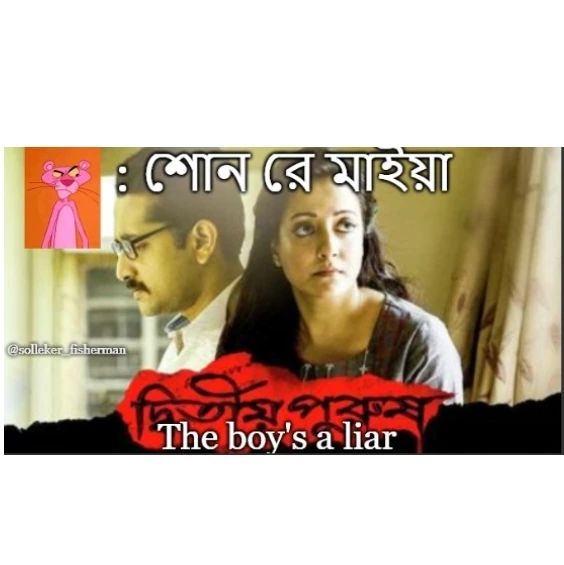 : শোন রে মাইয়া
@solleker_fisherman
দ্বিতীয় পুরুষ
The boy's a liar